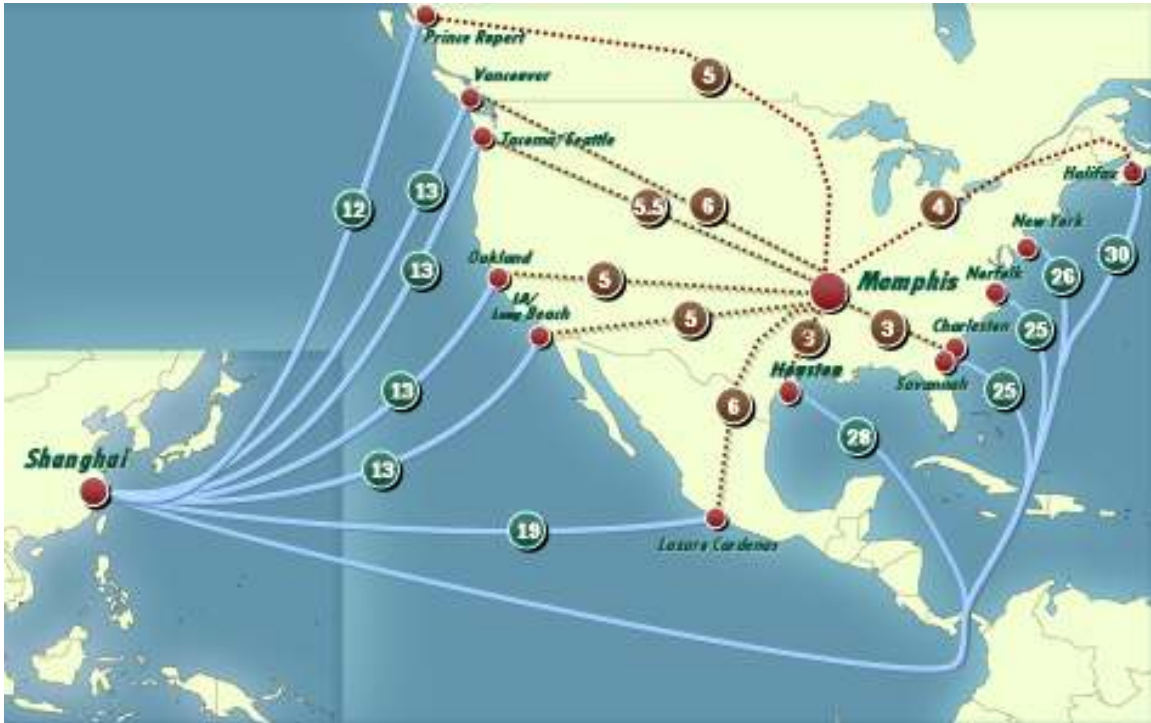 Prince Rupert
5
Vancouver
Tacoma/Seattle
Halifax
12
13
5.5
6
4
New York
13
Oakland
5
Memphis
Norfolk
26
30
LA/
Long Beach
5
3
3
Charleston
25
13
Houston
Savannah
25
6
28
Shanghai
13
19
Lazaro Cardenas